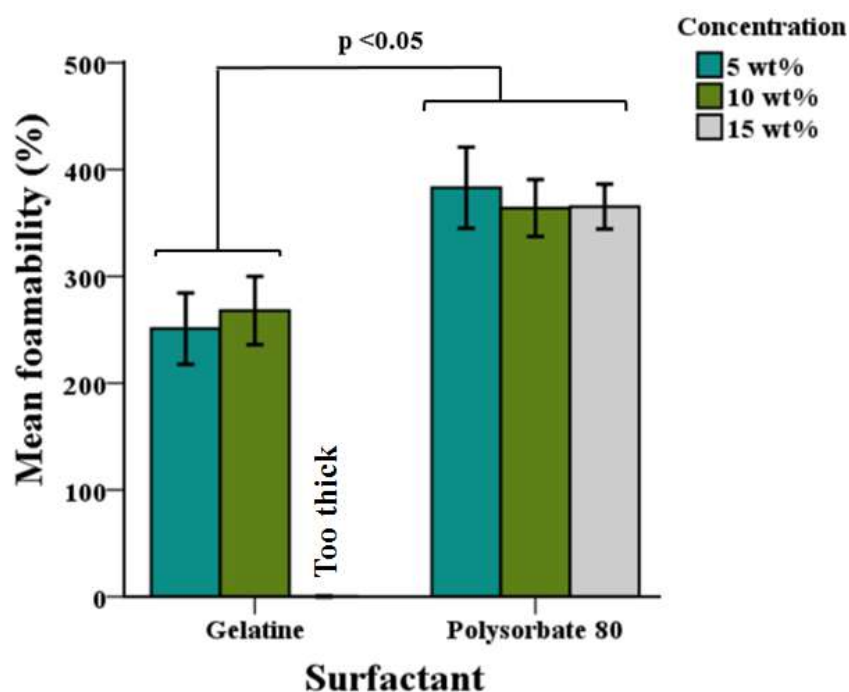 p <0.05
Concentration
5 wt%
10 wt%
15 wt%
Mean foamability (%)
500
400
300
200
100
0
Too thick
Gelatine
Polysorbate 80
Surfactant